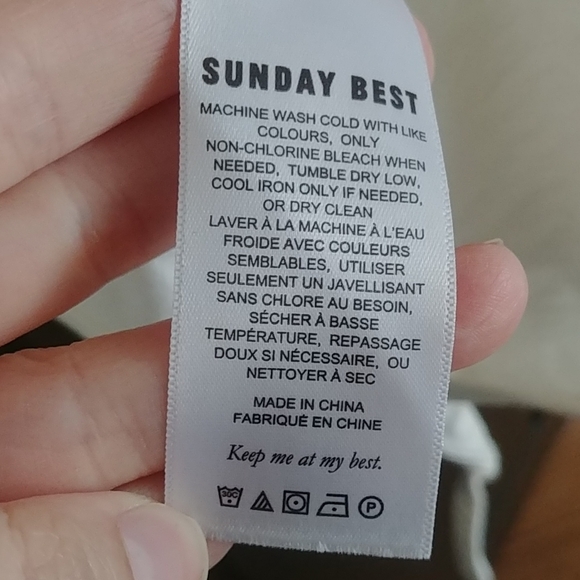 SUNDAY BEST
MACHINE WASH COLD WITH LIKE
COLOURS, ONLY
NON-CHLORINE BLEACH WHEN
NEEDED, TUMBLE DRY LOW,
COOL IRON ONLY IF NEEDED,
OR DRY CLEAN
LAVER À LA MACHINE À L'EAU
FROIDE AVEC COULEURS
SEMBLABLES, UTILISER
SEULEMENT UN JAVELLISANT
SANS CHLORE AU BESOIN,
SÉCHER À BASSE
TEMPÉRATURE, REPASSAGE
DOUX SI NÉCESSAIRE, OU
NETTOYER À SEC
MADE IN CHINA
FABRIQUÉ EN CHINE
Keep me at my best.
30C P